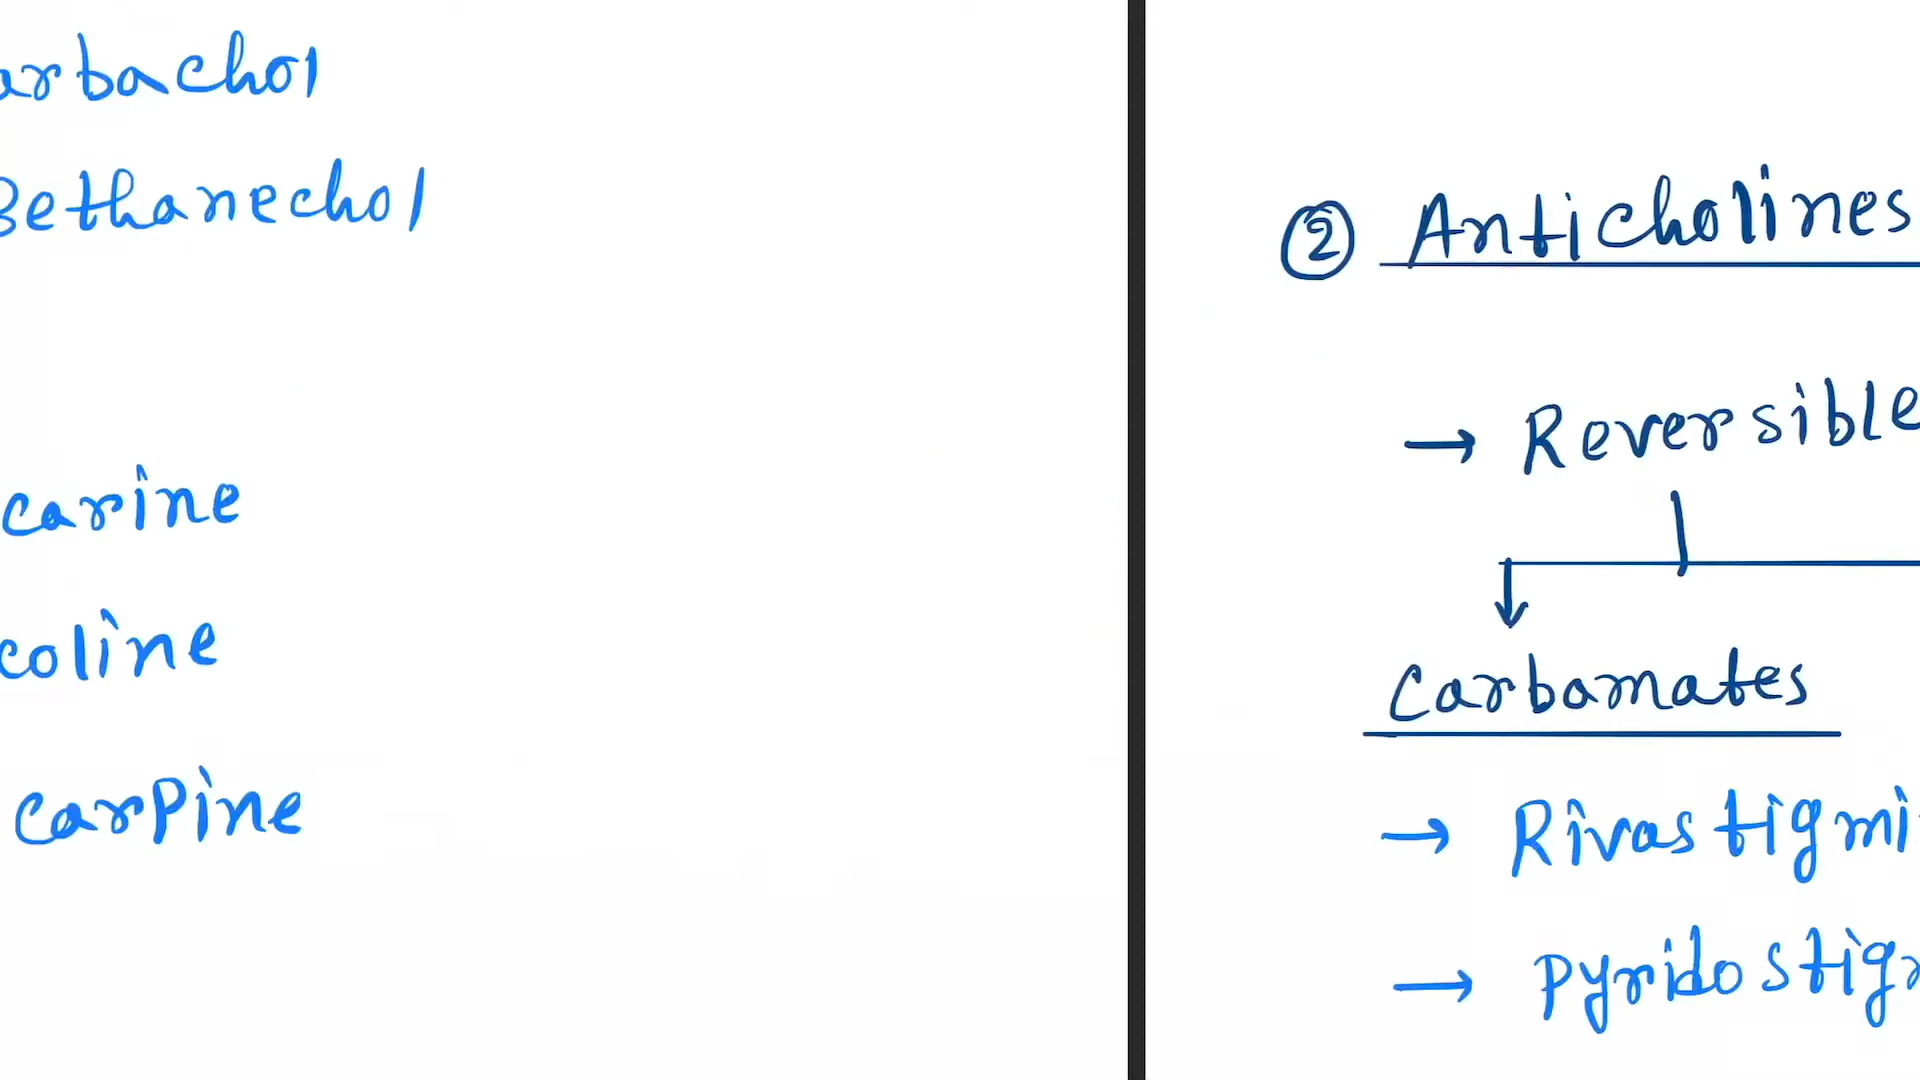 arbachol
Bethanechol
carine
coline
carpine
② Anticholines
→ Reversible
Carbamates
→ Rivastigmi
→ Pyridostig